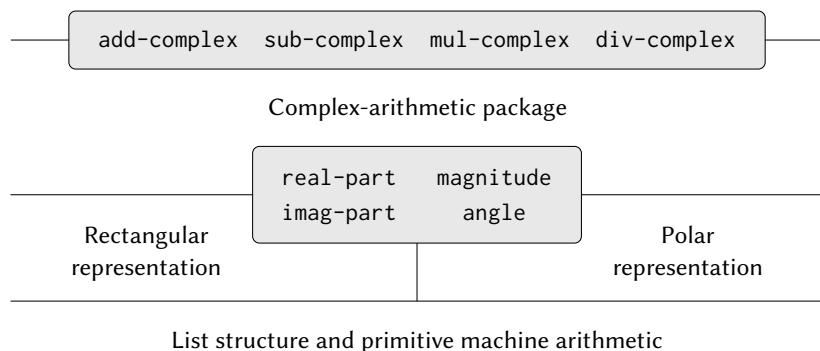 add-complex sub-complex mul-complex div-complex
Complex-arithmetic package
real-part magnitude
imag-part angle
Rectangular
representation
Polar
representation
List structure and primitive machine arithmetic